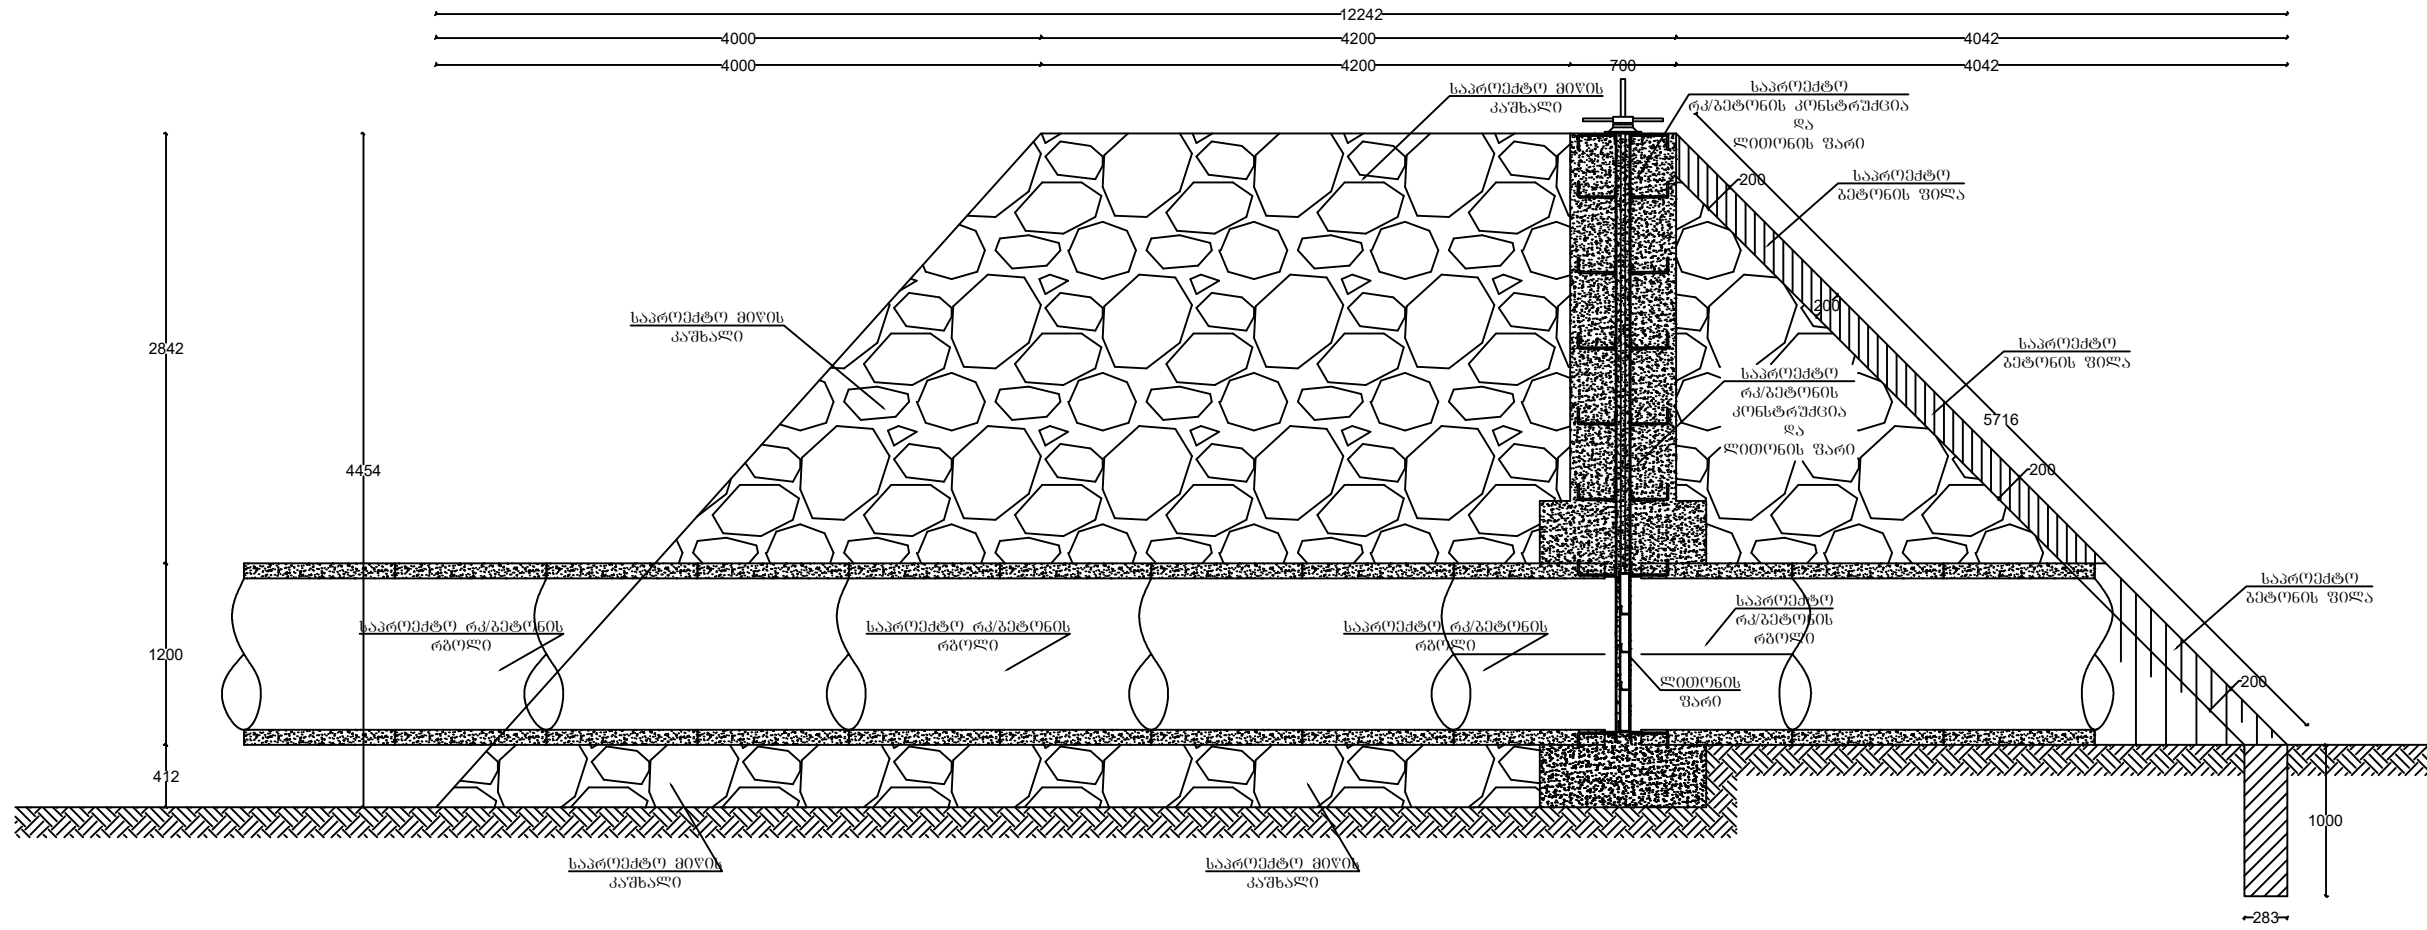 12242
4000
4200
4042
4000
4200
700
4042
საპროექტო მიწის
კაშხალი
საპროექტო
რკ/ბეტონის კონსტრუქცია
და
ლითონის ფარი
200
საპროექტო
ბეტონის ფილა
200
საპროექტო მიწის
კაშხალი
2842
საპროექტო
ბეტონის ფილა
საპროექტო
რკ/ბეტონის
კონსტრუქცია
და
ლითონის ფარი
5716
4454
200
საპროექტო
ბეტონის ფილა
საპროექტო
რკ/ბეტონის
რგოლი
საპროექტო რკ/ბეტონის
რგოლი
საპროექტო რკ/ბეტონის
რგოლი
საპროექტო რკ/ბეტონის
რგოლი
1200
ლითონის
ფარი
200
412
1000
საპროექტო მიწის
კაშხალი
საპროექტო მიწის
კაშხალი
283